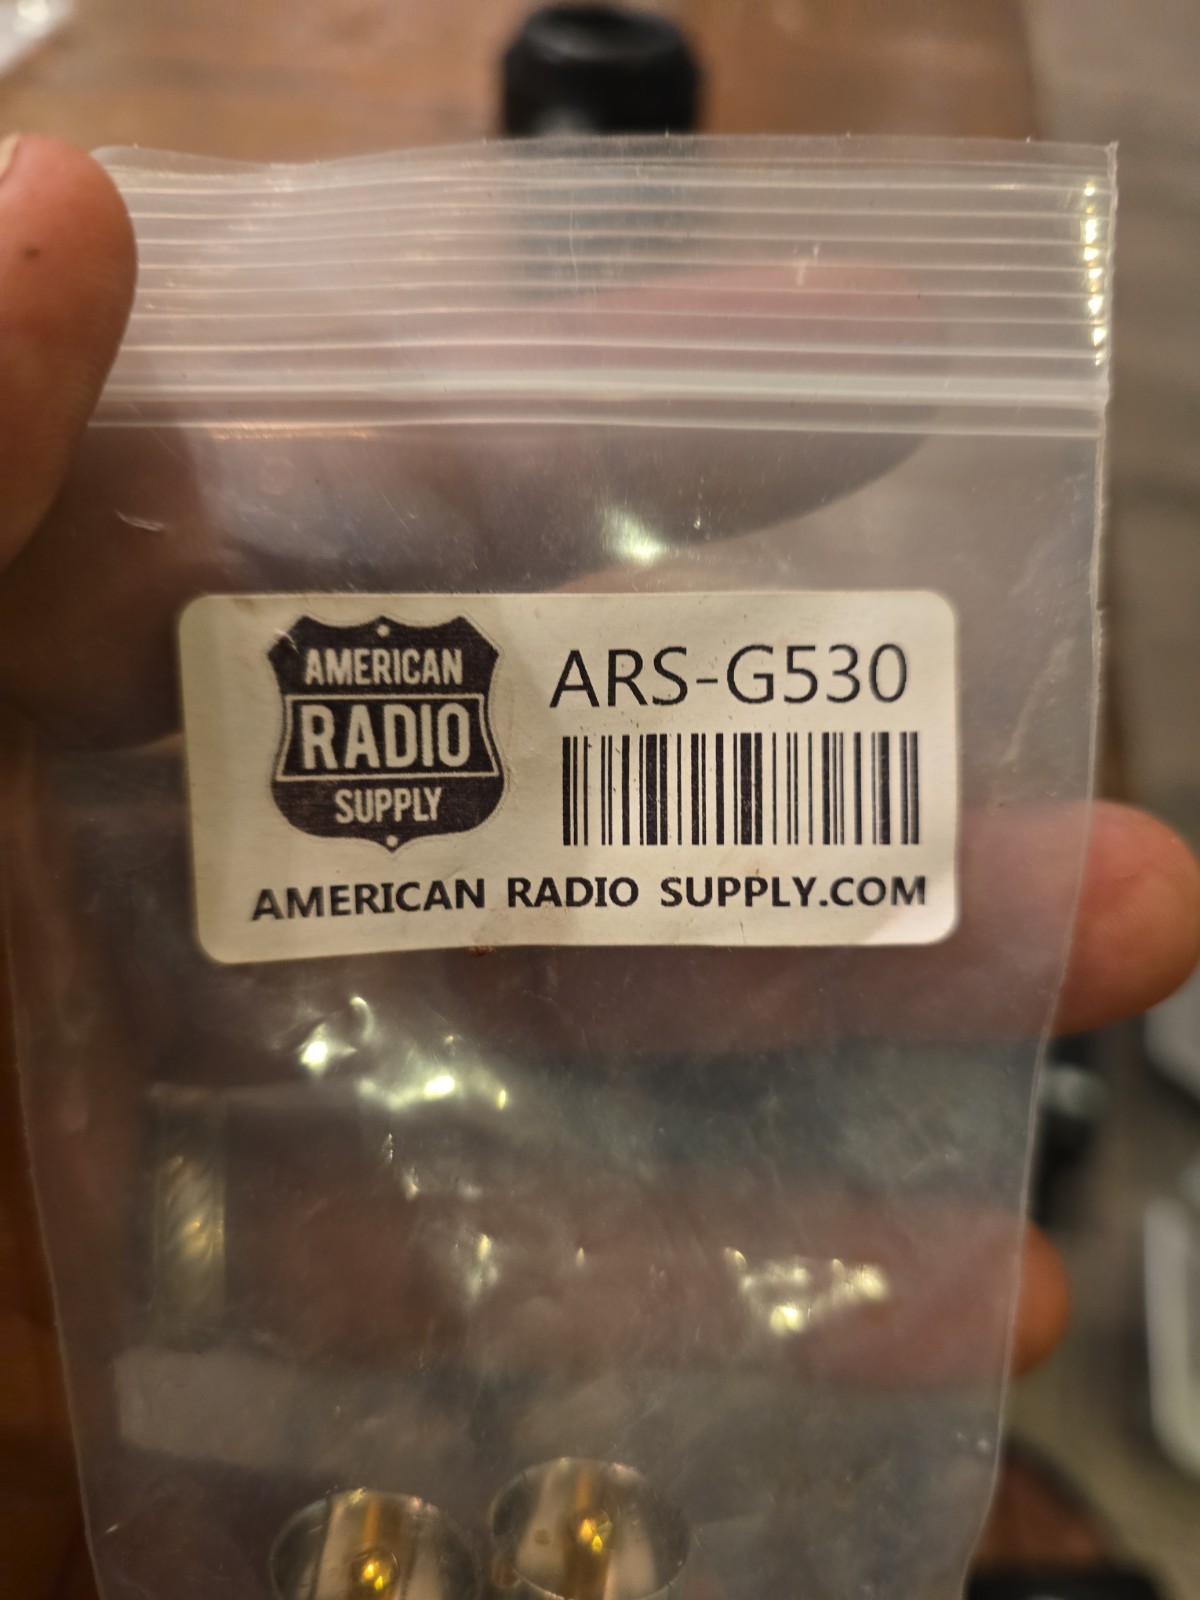 AMERICAN
RADIO
SUPPLY
ARS-G530
AMERICAN RADIO SUPPLY.COM